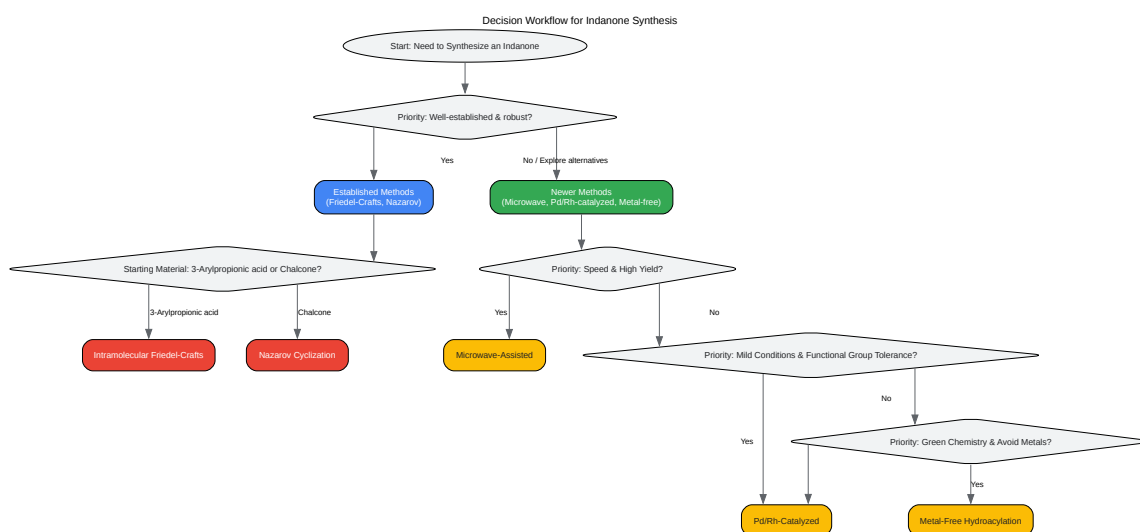 Decision Workflow for Indanone Synthesis
Start: Need to Synthesize an Indanone
Priority: Well-established & robust?
Yes
No / Explore alternatives
Established Methods
(Friedel-Crafts, Nazarov)
Newer Methods
(Microwave, Pd/Rh-catalyzed, Metal-free)
Starting Material: 3-Arylpropionic acid or Chalcone?
Priority: Speed & High Yield?
3-Arylpropionic acid
Chalcone
Yes
No
Intramolecular Friedel-Crafts
Nazarov Cyclization
Microwave-Assisted
Priority: Mild Conditions & Functional Group Tolerance?
No
Yes
Priority: Green Chemistry & Avoid Metals?
Yes
Pd/Rh-Catalyzed
Metal-Free Hydroacylation